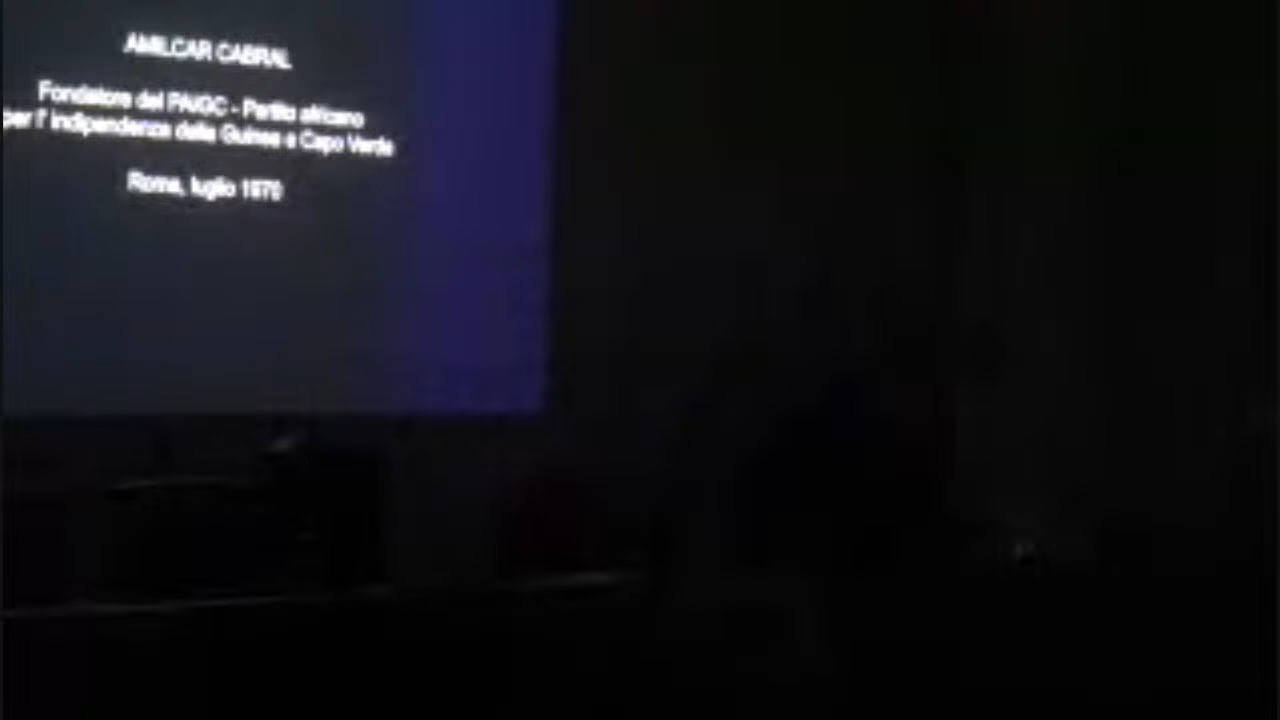 AMILCAR CABRAL
Fondatore del PAIGC - Partito africano
per l' indipendenza della Guinea e Capo Verde
Roma, luglio 1970